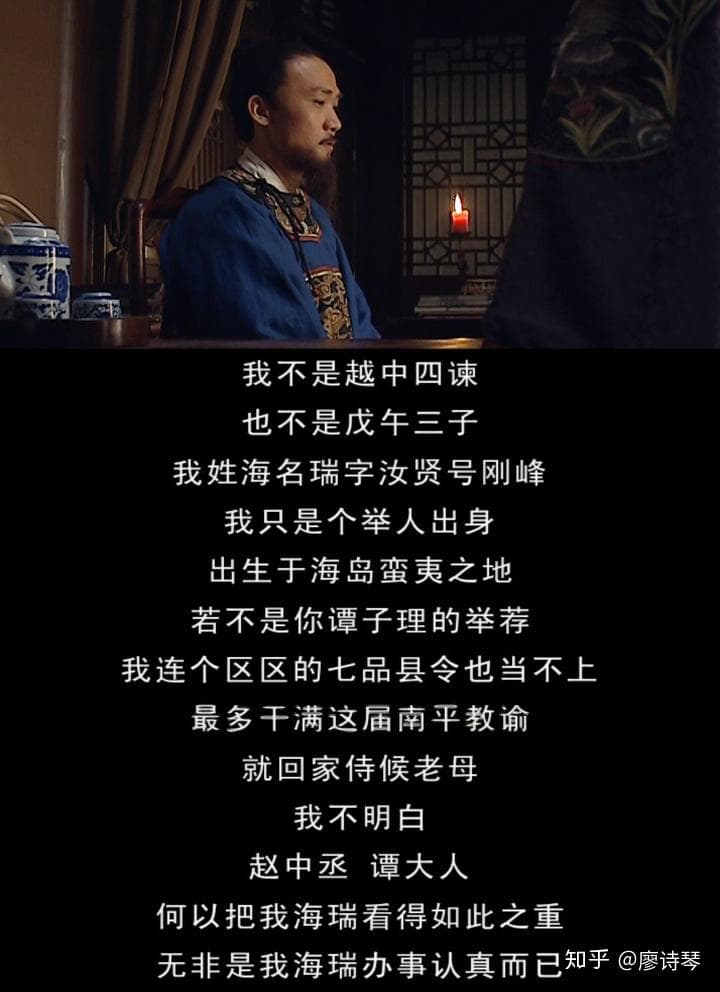 我不是越中四谏
也不是戊午三子
我姓海名瑞字汝贤号刚峰
我只是个举人出身
出生于海岛蛮夷之地
若不是你谭子理的举荐
我连个区区的七品县令也当不上
最多干满这届南平教谕
就回家侍候老母
我不明白
赵中丞 谭大人
何以把我海瑞看得如此之重
无非是我海瑞办事认真而已
知乎 @廖诗琴